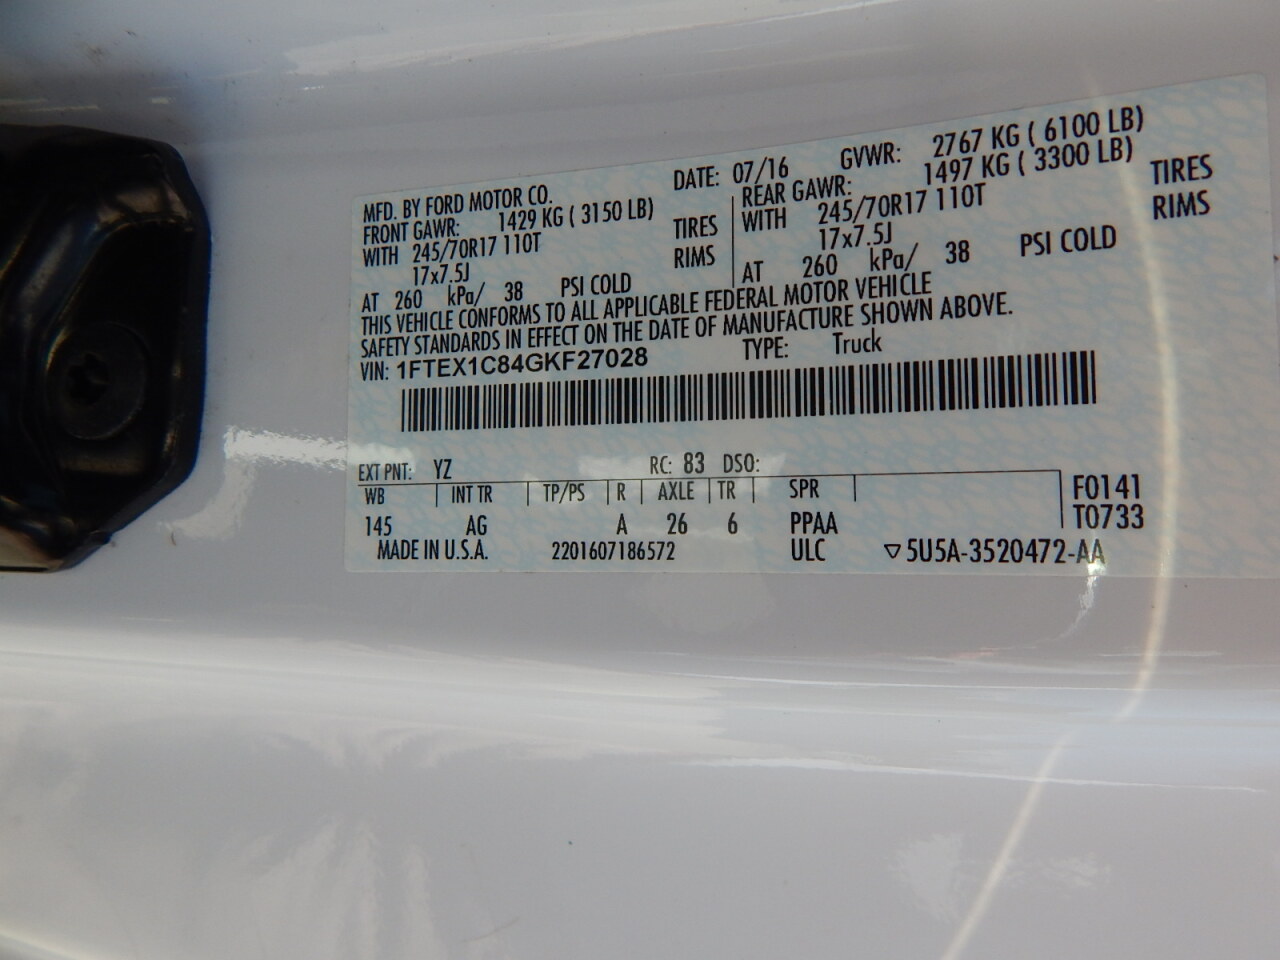 MFD. BY FORD MOTOR CO. DATE: 07/16 GVWR: 2767 KG ( 6100 LB)
FRONT GAWR: 1429 KG ( 3150 LB) REAR GAWR: 1497 KG ( 3300 LB)
WITH 245/70R17 110T TIRES WITH 245/70R17 110T TIRES
17x7.5J RIMS 17x7.5J RIMS
AT 260 kPa/ 38 PSI COLD AT 260 kPa/ 38 PSI COLD
THIS VEHICLE CONFORMS TO ALL APPLICABLE FEDERAL MOTOR VEHICLE
SAFETY STANDARDS IN EFFECT ON THE DATE OF MANUFACTURE SHOWN ABOVE.
VIN: 1FTEX1C84GKF27028 TYPE: Truck
EXT PNT: YZ RC: 83 DSO:
WB INT TR TP/PS R AXLE TR SPR F0141
145 AG A 26 6 PPAA T0733
MADE IN U.S.A. 2201607186572 ULC ▽5U5A-3520472-AA